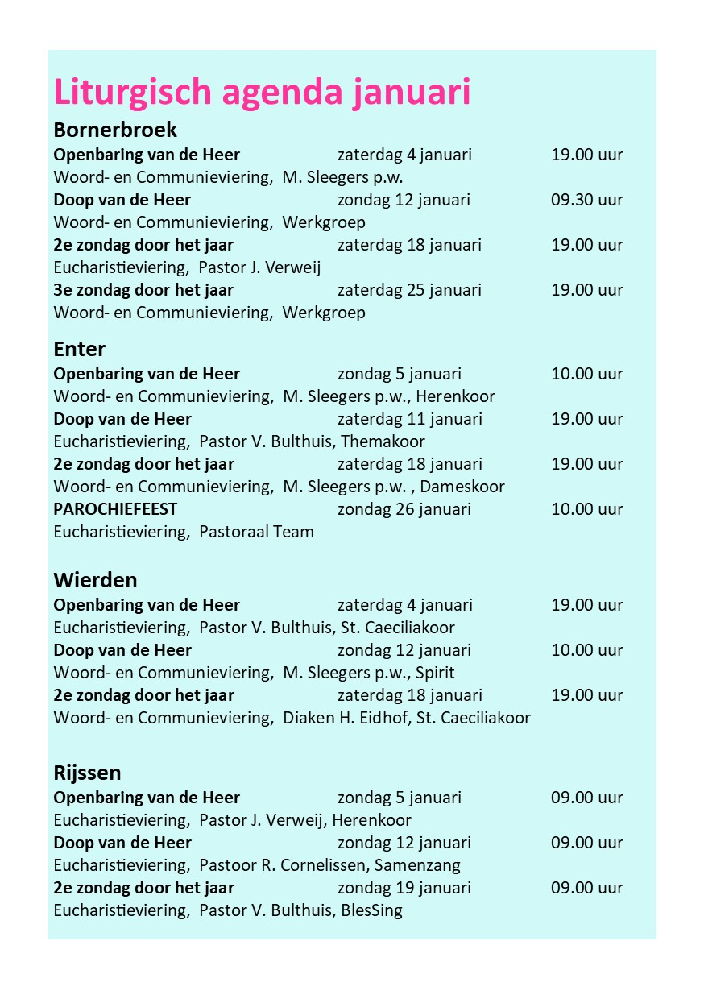 Liturgisch agenda januari
Bornerbroek
Openbaring van de Heer zaterdag 4 januari 19.00 uur
Woord- en Communieviering, M. Sleegers p.w.
Doop van de Heer zondag 12 januari 09.30 uur
Woord- en Communieviering, Werkgroep
2e zondag door het jaar zaterdag 18 januari 19.00 uur
Eucharistieviering, Pastor J. Verweij
3e zondag door het jaar zaterdag 25 januari 19.00 uur
Woord- en Communieviering, Werkgroep
Enter
Openbaring van de Heer zondag 5 januari 10.00 uur
Woord- en Communieviering, M. Sleegers p.w., Herenkoor
Doop van de Heer zaterdag 11 januari 19.00 uur
Eucharistieviering, Pastor V. Bulthuis, Themakoor
2e zondag door het jaar zaterdag 18 januari 19.00 uur
Woord- en Communieviering, M. Sleegers p.w. , Dameskoor
PAROCHIEFEEST zondag 26 januari 10.00 uur
Eucharistieviering, Pastoraal Team
Wierden
Openbaring van de Heer zaterdag 4 januari 19.00 uur
Eucharistieviering, Pastor V. Bulthuis, St. Caeciliakoor
Doop van de Heer zondag 12 januari 10.00 uur
Woord- en Communieviering, M. Sleegers p.w., Spirit
2e zondag door het jaar zaterdag 18 januari 19.00 uur
Woord- en Communieviering, Diaken H. Eidhof, St. Caeciliakoor
Rijssen
Openbaring van de Heer zondag 5 januari 09.00 uur
Eucharistieviering, Pastor J. Verweij, Herenkoor
Doop van de Heer zondag 12 januari 09.00 uur
Eucharistieviering, Pastoor R. Cornelissen, Samenzang
2e zondag door het jaar zondag 19 januari 09.00 uur
Eucharistieviering, Pastor V. Bulthuis, BlesSing